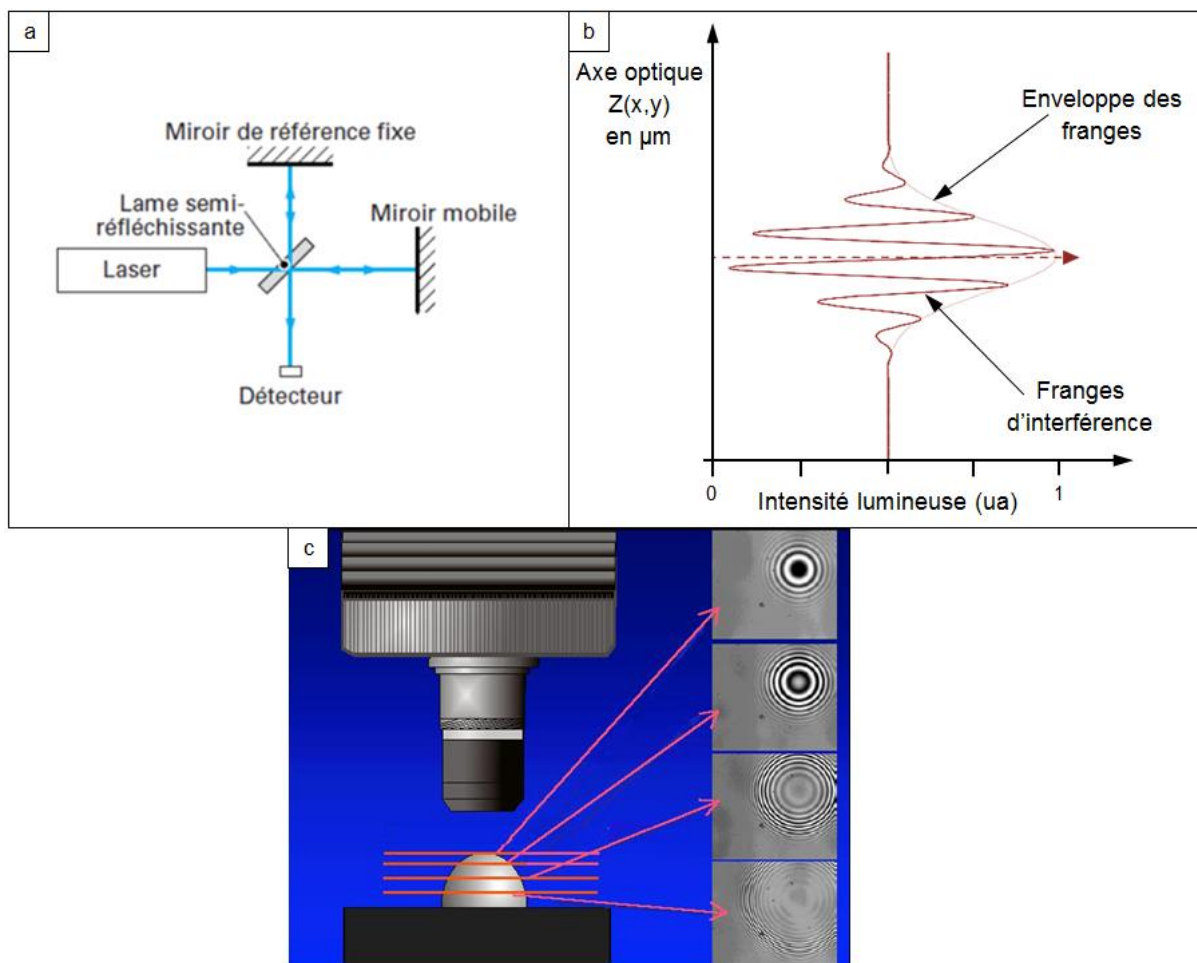 a
Miroir de référence fixe
Lame semi-
réfléchissante
Miroir mobile
Laser
Détecteur
b
Axe optique
Z(x,y)
en µm
Enveloppe des
franges
Franges
d'interférence
0
Intensité lumineuse (ua)
1
c